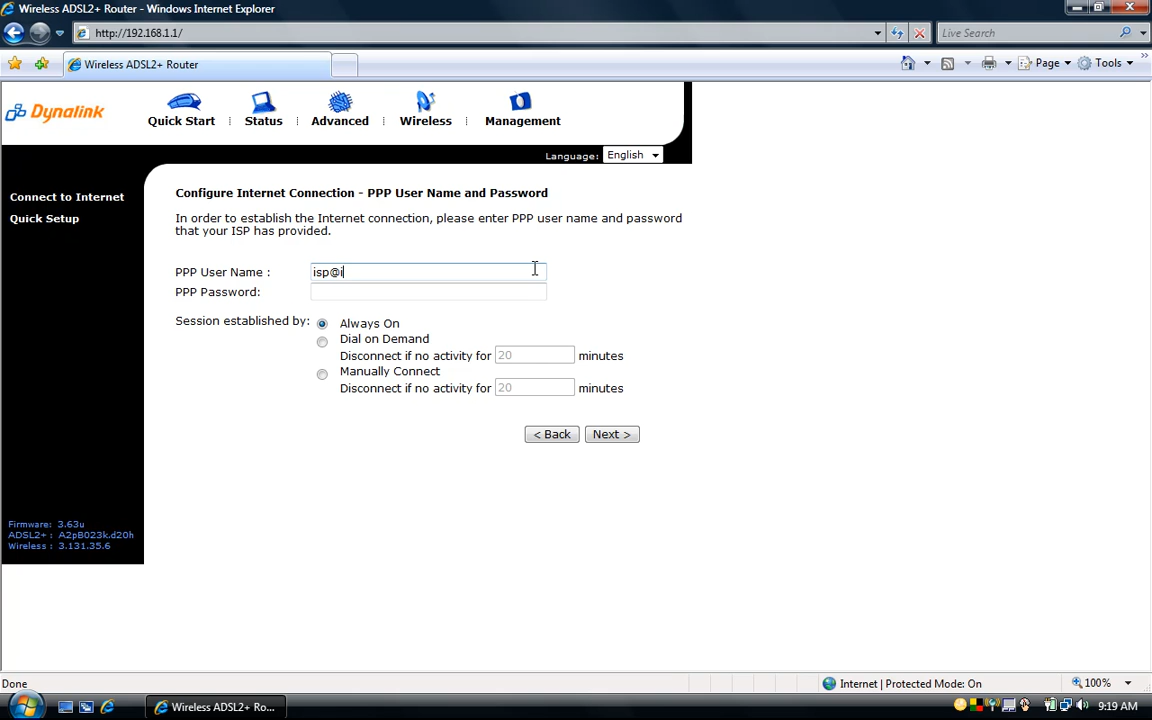 Wireless ADSL2+ Router - Windows Internet Explorer
http://192.168.1.1/
Live Search
Wireless ADSL2+ Router
Page
Tools
Dynalink
Quick Start
Status
Advanced
Wireless
Management
Language: English
Connect to Internet
Quick Setup
Configure Internet Connection - PPP User Name and Password
In order to establish the Internet connection, please enter PPP user name and password
that your ISP has provided.
PPP User Name : isp@i
PPP Password:
Session established by: Always On
Dial on Demand
Disconnect if no activity for 20 minutes
Manually Connect
Disconnect if no activity for 20 minutes
< Back
Next >
Firmware: 3.63u
ADSL2+ : A2pB023k.d20h
Wireless : 3.131.35.6
Done
Internet | Protected Mode: On
100%
Wireless ADSL2+ Ro...
9:19 AM